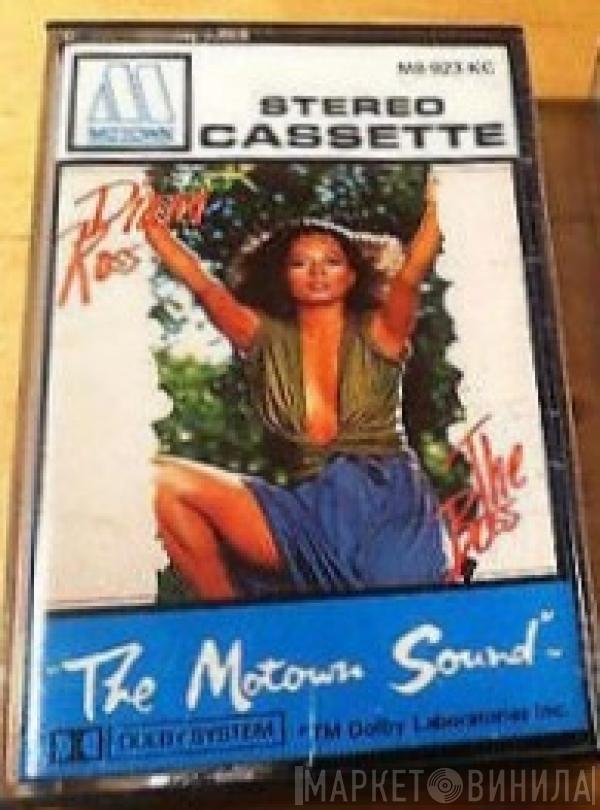 M8-923 KC
MOTOWN
STEREO
CASSETTE
Diana
Ross
The
Boss
"The Motown Sound"
DOLBY SYSTEM
*TM Dolby Laboratories Inc.
МАРКЕТ ВИНИЛА